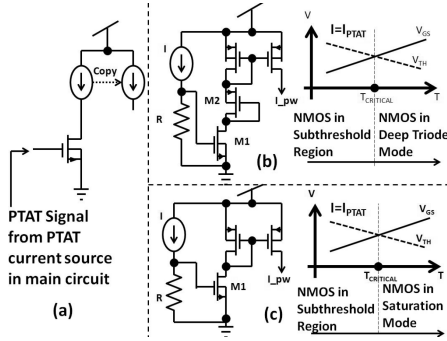 Copy
PTAT Signal
from PTAT
current source
in main circuit
(a)
I
R
M2
M1
I_pw
(b)
V
I=I_PTAT
V_GS
V_TH
T
T_CRITICAL
NMOS in
Subthreshold
Region
NMOS in
Deep Triode
Mode
I
R
M1
I_pw
(c)
V
I=I_PTAT
V_GS
V_TH
T
T_CRITICAL
NMOS in
Subthreshold
Region
NMOS in
Saturation
Mode